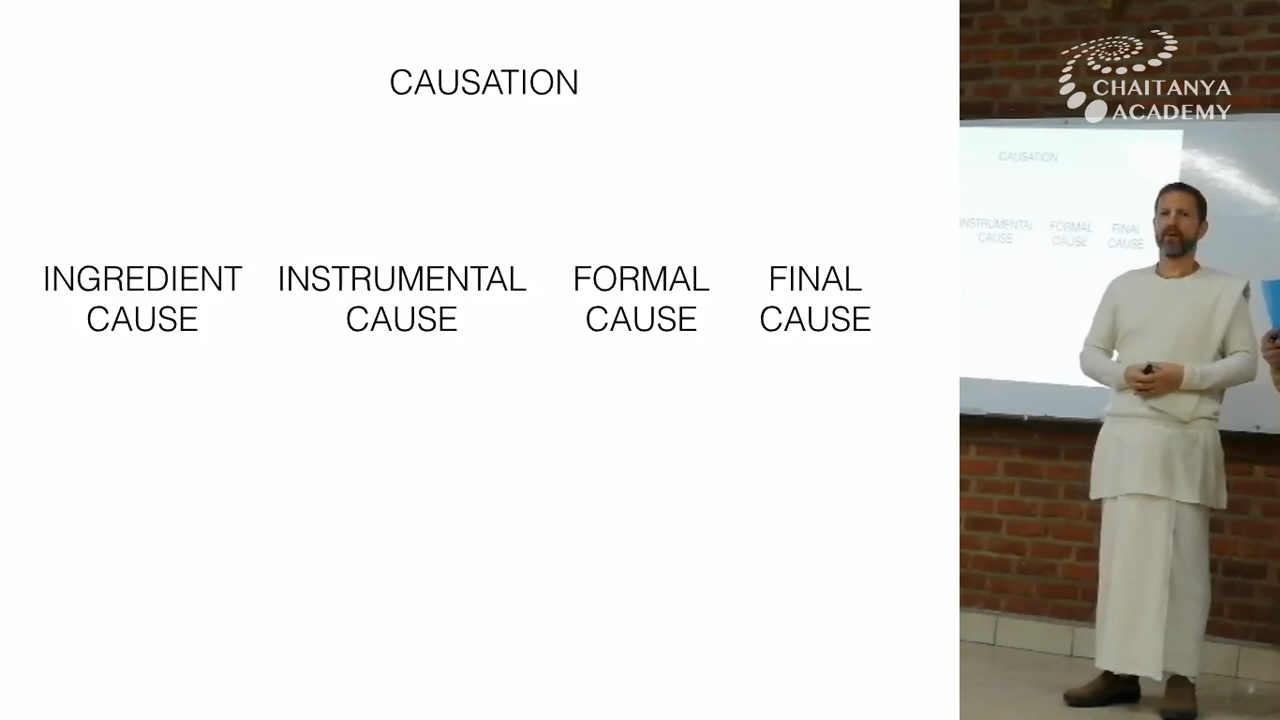 CAUSATION
INGREDIENT INSTRUMENTAL FORMAL FINAL
CAUSE CAUSE CAUSE CAUSE
CHAITANYA
ACADEMY
CAUSATION
INSTRUMENTAL FORMAL FINAL
CAUSE CAUSE CAUSE